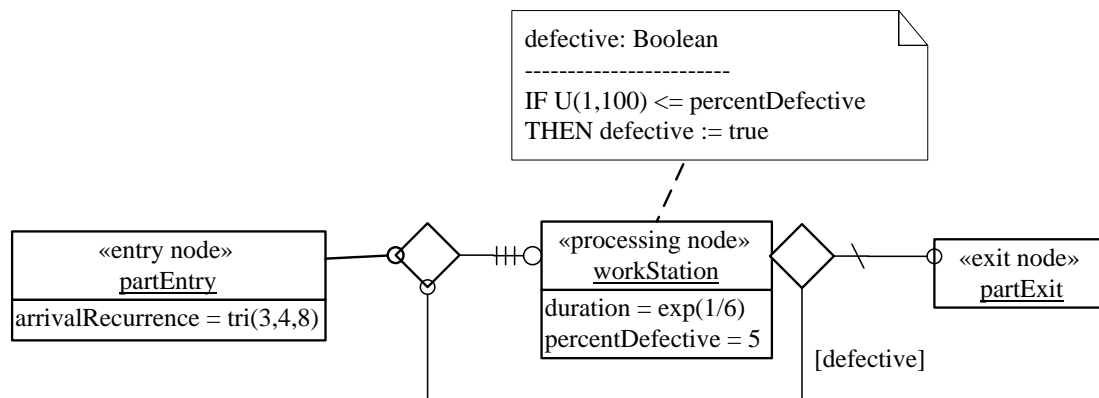 defective: Boolean
------------------------
IF U(1,100) <= percentDefective
THEN defective := true
«entry node»
partEntry
arrivalRecurrence = tri(3,4,8)
«processing node»
workStation
duration = exp(1/6)
percentDefective = 5
[defective]
«exit node»
partExit